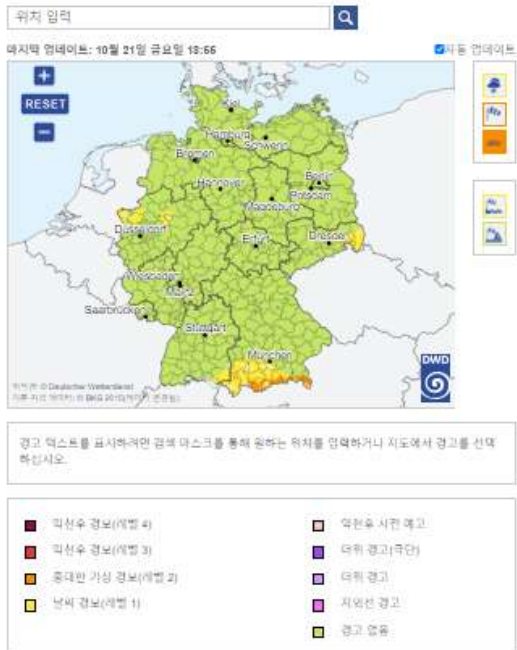 위치 입력
마지막 업데이트: 10월 21일 금요일 13:55
자동 업데이트
RESET
Kiel
Hamburg
Schwerin
Bremen
Hannover
Berlin
Potsdam
Magdeburg
Düsseldorf
Erfurt
Dresden
Wiesbaden
Mainz
Saarbrücken
Stuttgart
München
DWD
© Deutscher Wetterdienst
© BKG 2015
경고 텍스트를 표시하려면 검색 마스크를 통해 원하는 위치를 입력하거나 지도에서 경고를 선택
하십시오.
악천후 경보(레벨 4)
악천후 사전 예고
악천후 경보(레벨 3)
더위 경고(극단)
중대한 기상 경보(레벨 2)
더위 경고
날씨 경보(레벨 1)
자외선 경고
경고 없음